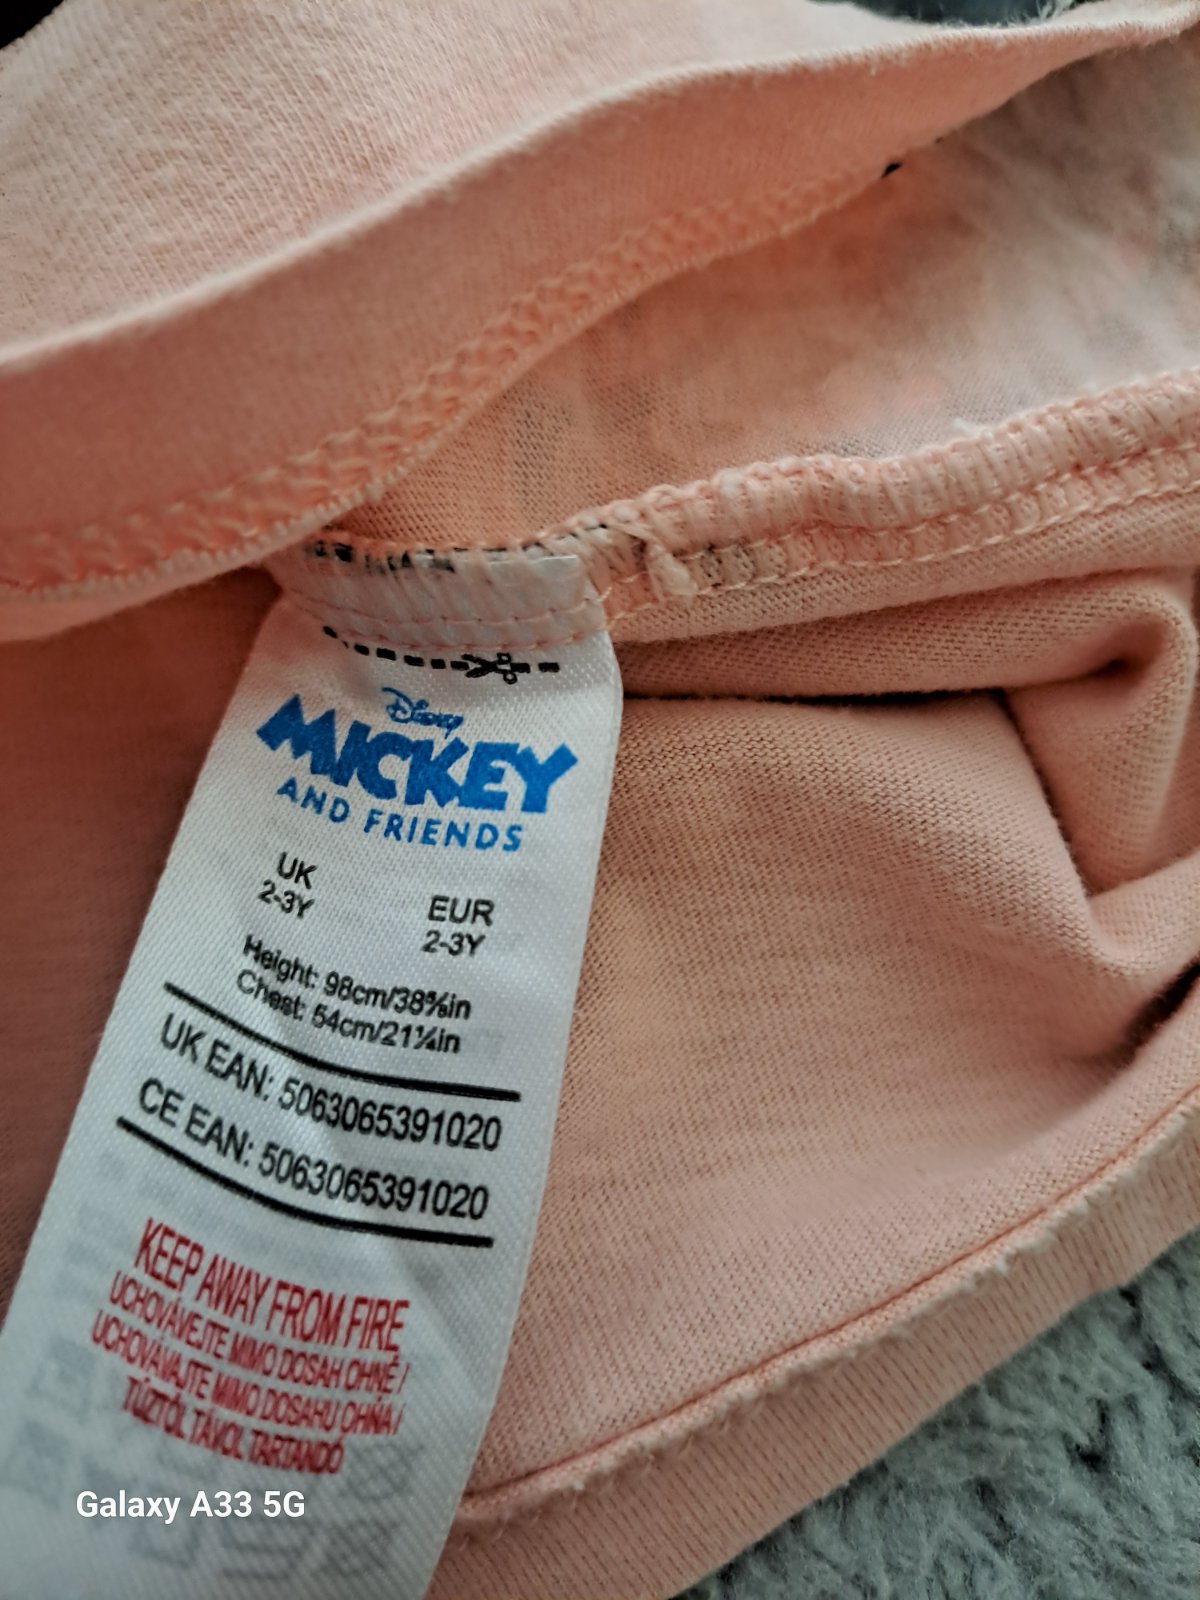 Disney
MICKEY
AND FRIENDS
UK
2-3Y
EUR
2-3Y
Height: 98cm/38⅝in
Chest: 54cm/21¼in
UK EAN: 5063065391020
CE EAN: 5063065391020
KEEP AWAY FROM FIRE
UCHOVÁVEJTE MIMO DOSAH OHNĚ /
UCHOVÁVAJTE MIMO DOSAHU OHŇA /
TŰZTŐL TÁVOL TARTANDÓ
Galaxy A33 5G